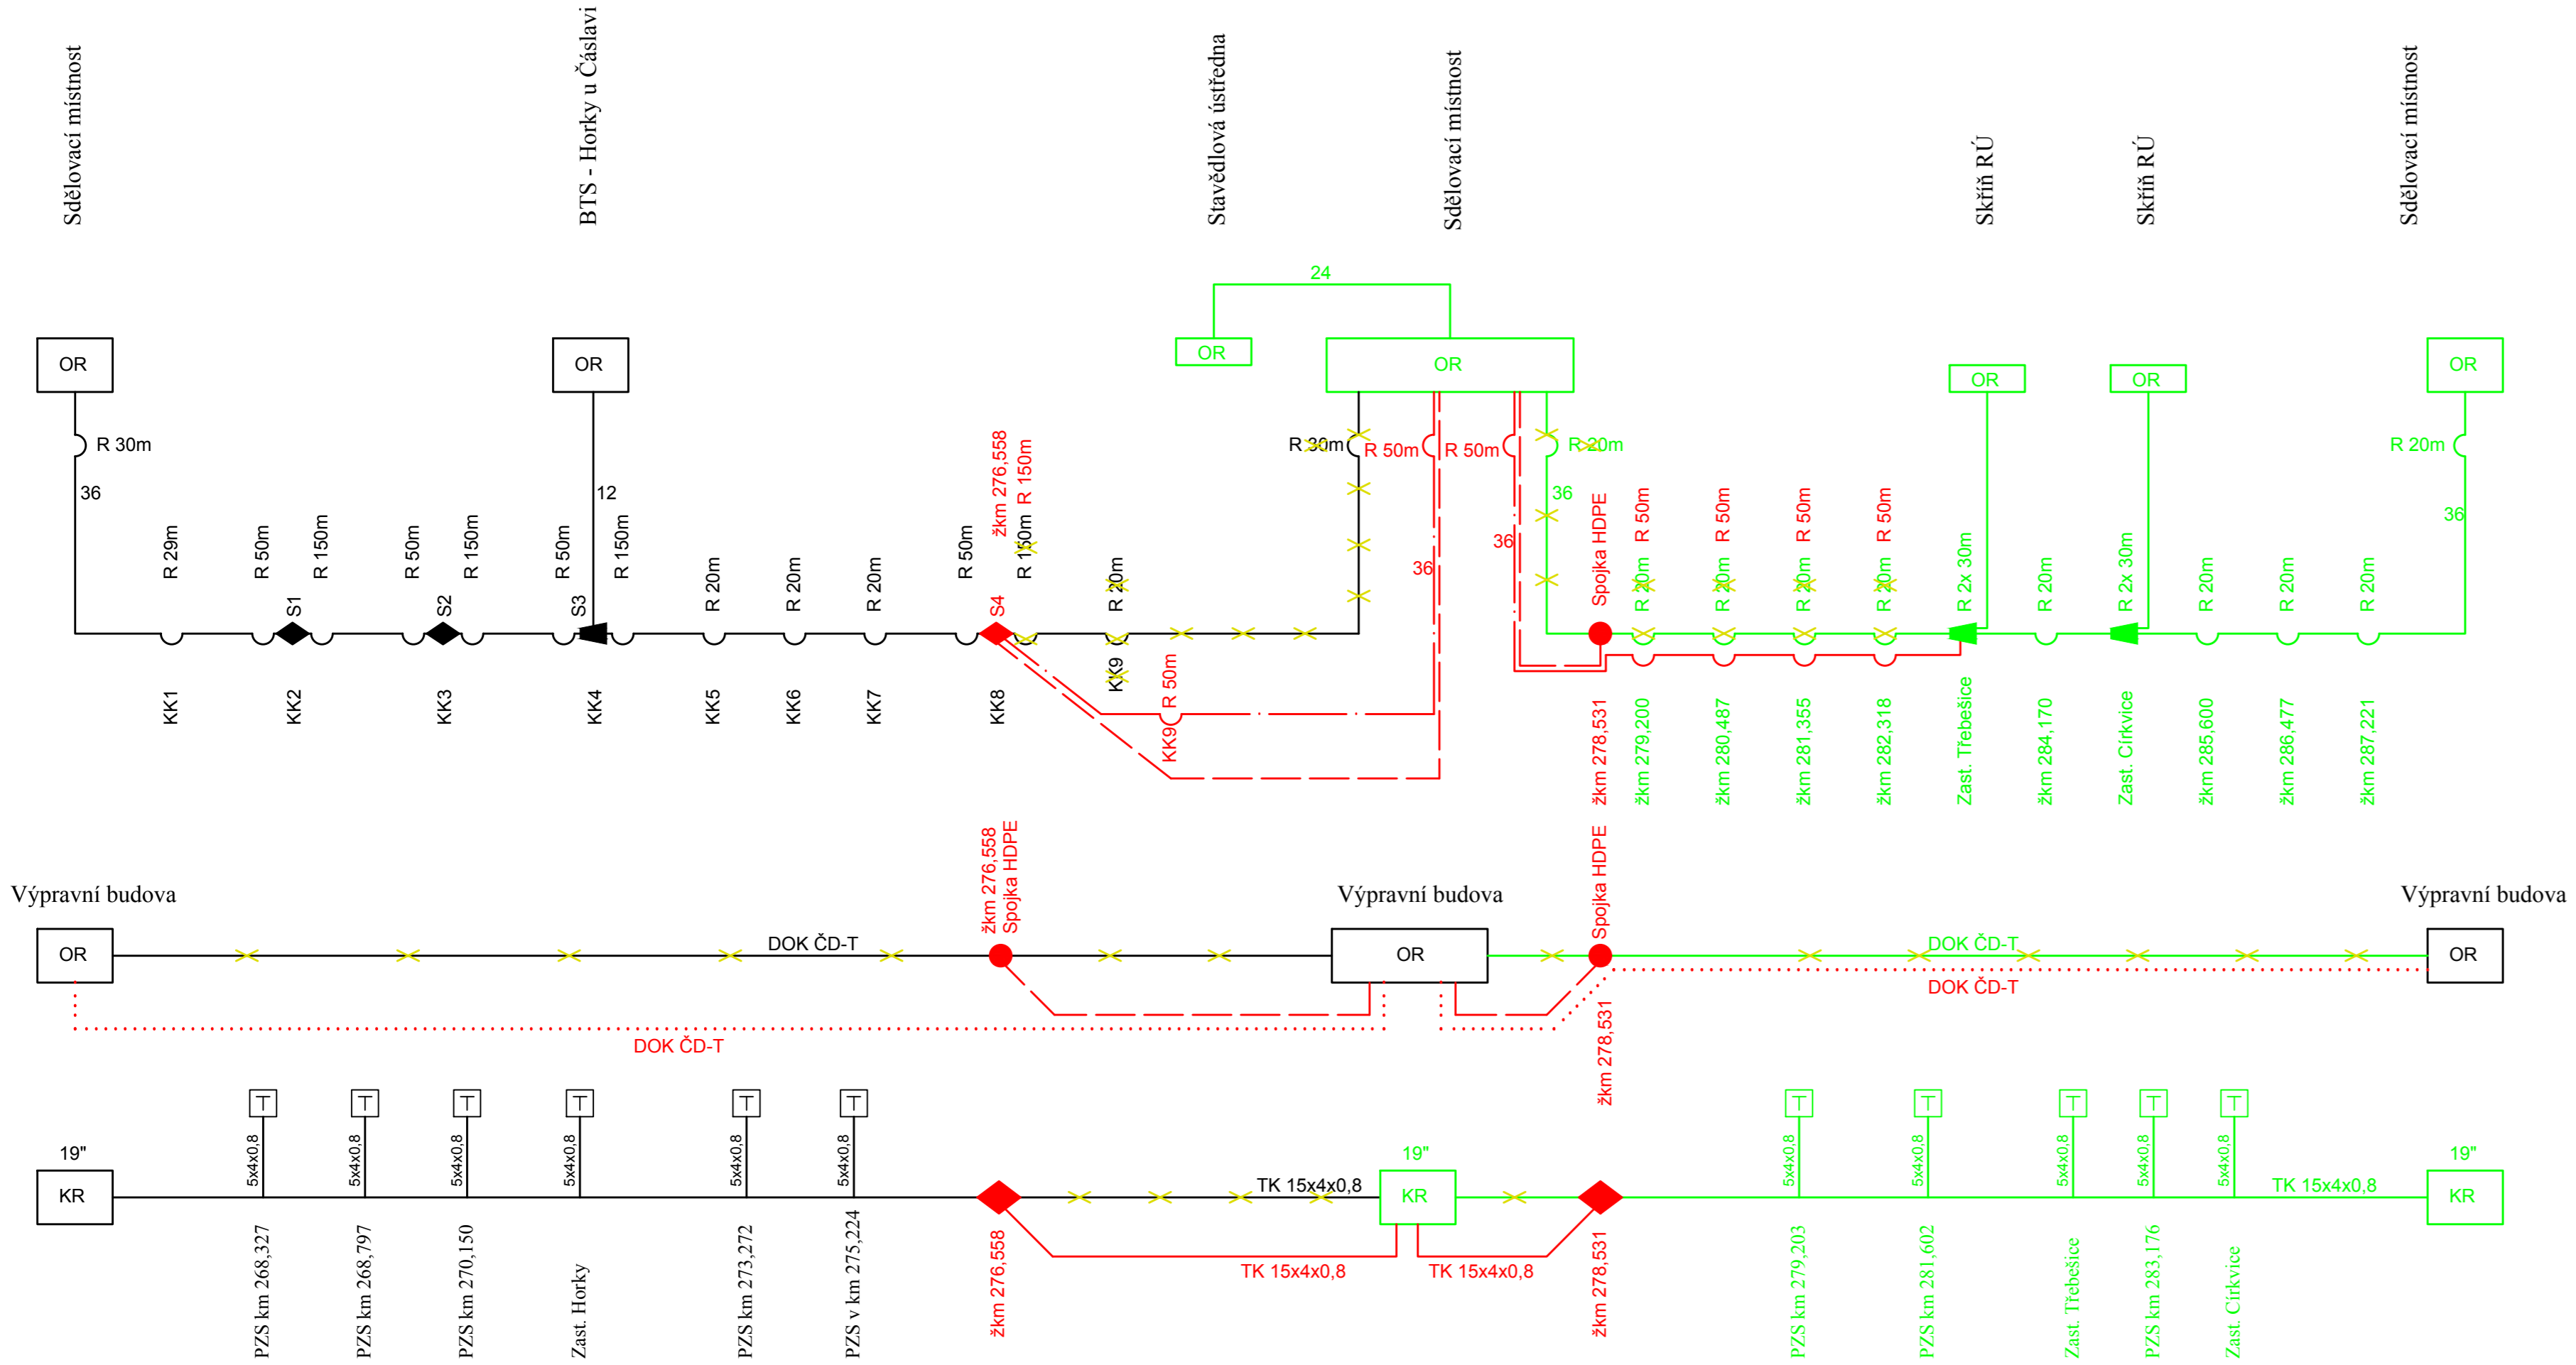 Sdělovací místnost
BTS - Horky u Čáslavi
Stavědlová ústředna
Sdělovací místnost
Skříň RÚ
Skříň RÚ
Sdělovací místnost
24
OR
OR
OR
OR
OR
OR
OR
R 30m
R 30m
R 50m
R 50m
R 20m
R 20m
36
12
36
36
36
36
R 29m
R 50m
S1
R 150m
R 50m
S2
R 150m
R 50m
S3
R 150m
R 20m
R 20m
R 20m
R 50m
žkm 276,558
S4
R 150m
R 150m
R 20m
Spojka HDPE
R 50m
R 20m
R 50m
R 20m
R 50m
R 20m
R 50m
R 20m
R 2x 30m
R 20m
R 2x 30m
R 20m
R 20m
R 20m
KK1
KK2
KK3
KK4
KK5
KK6
KK7
KK8
KK9
KK9
R 50m
žkm 278,531
žkm 279,200
žkm 280,487
žkm 281,355
žkm 282,318
Zast. Třebešice
žkm 284,170
Zast. Církvice
žkm 285,600
žkm 286,477
žkm 287,221
Výpravní budova
žkm 276,558
Spojka HDPE
Výpravní budova
Spojka HDPE
Výpravní budova
OR
DOK ČD-T
OR
DOK ČD-T
OR
DOK ČD-T
DOK ČD-T
žkm 278,531
T
T
T
T
T
T
T
T
T
T
T
5x4x0,8
5x4x0,8
5x4x0,8
5x4x0,8
5x4x0,8
5x4x0,8
5x4x0,8
5x4x0,8
5x4x0,8
5x4x0,8
5x4x0,8
19"
19"
19"
KR
TK 15x4x0,8
KR
TK 15x4x0,8
KR
TK 15x4x0,8
TK 15x4x0,8
PZS km 268,327
PZS km 268,797
PZS km 270,150
Zast. Horky
PZS km 273,272
PZS v km 275,224
žkm 276,558
žkm 278,531
PZS km 279,203
PZS km 281,602
Zast. Třebešice
PZS km 283,176
Zast. Církvice